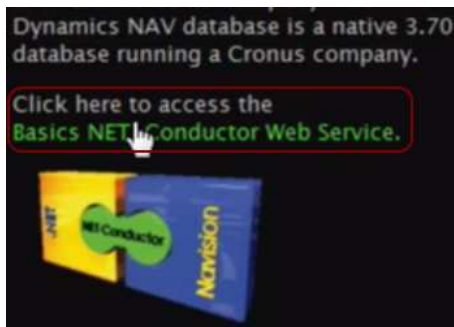 Dynamics NAV database is a native 3.70
database running a Cronus company.
Click here to access the
Basics NET Conductor Web Service.
.NET
NET-Conductor
Navision